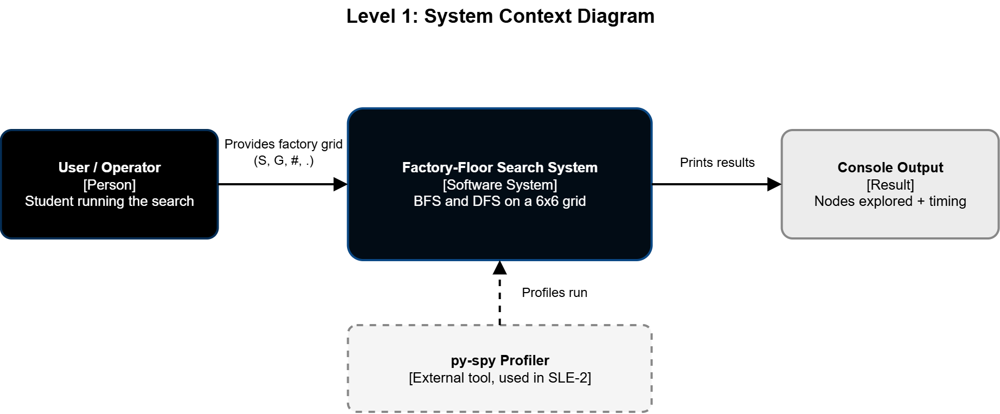 Level 1: System Context Diagram
Provides factory grid
(S, G, #, .)
User / Operator
[Person]
Student running the search
Factory-Floor Search System
[Software System]
BFS and DFS on a 6x6 grid
Prints results
Console Output
[Result]
Nodes explored + timing
Profiles run
py-spy Profiler
[External tool, used in SLE-2]